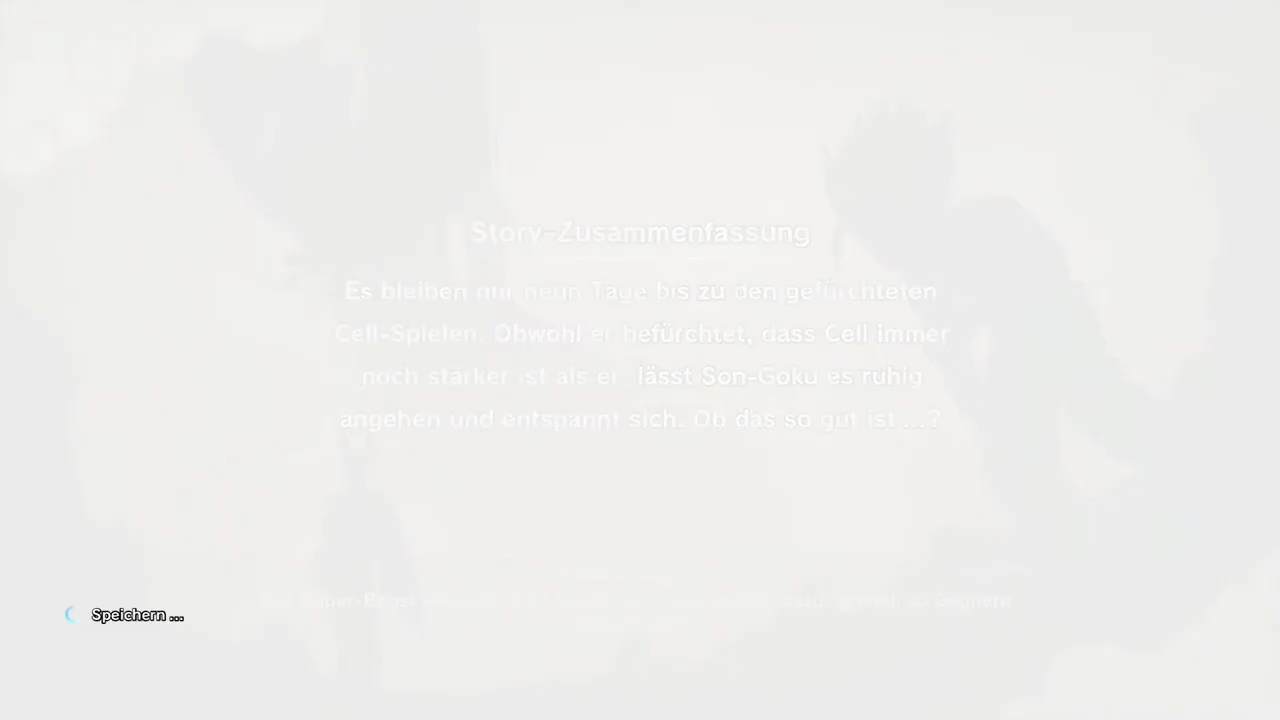 Story-Zusammenfassung
Es bleiben nur neun Tage bis zu den gefürchteten
Cell-Spielen. Obwohl er befürchtet, dass Cell immer
noch stärker ist als er, lässt Son-Goku es ruhig
angehen und entspannt sich. Ob das so gut ist ...?
Speichern ...